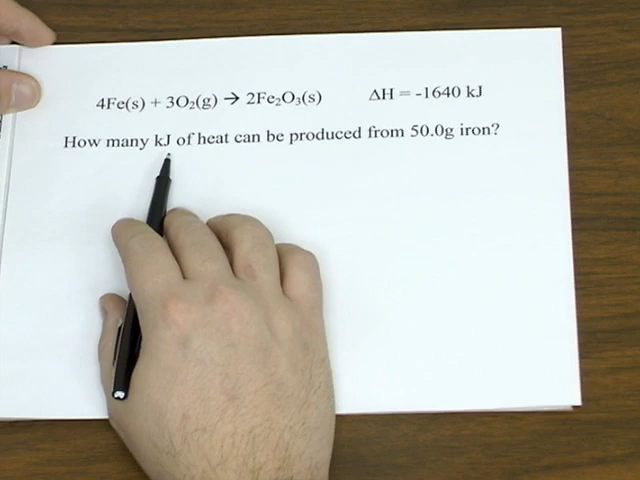 4Fe(s) + 3O₂(g) → 2Fe₂O₃(s) ΔH = -1640 kJ
How many kJ of heat can be produced from 50.0g iron?